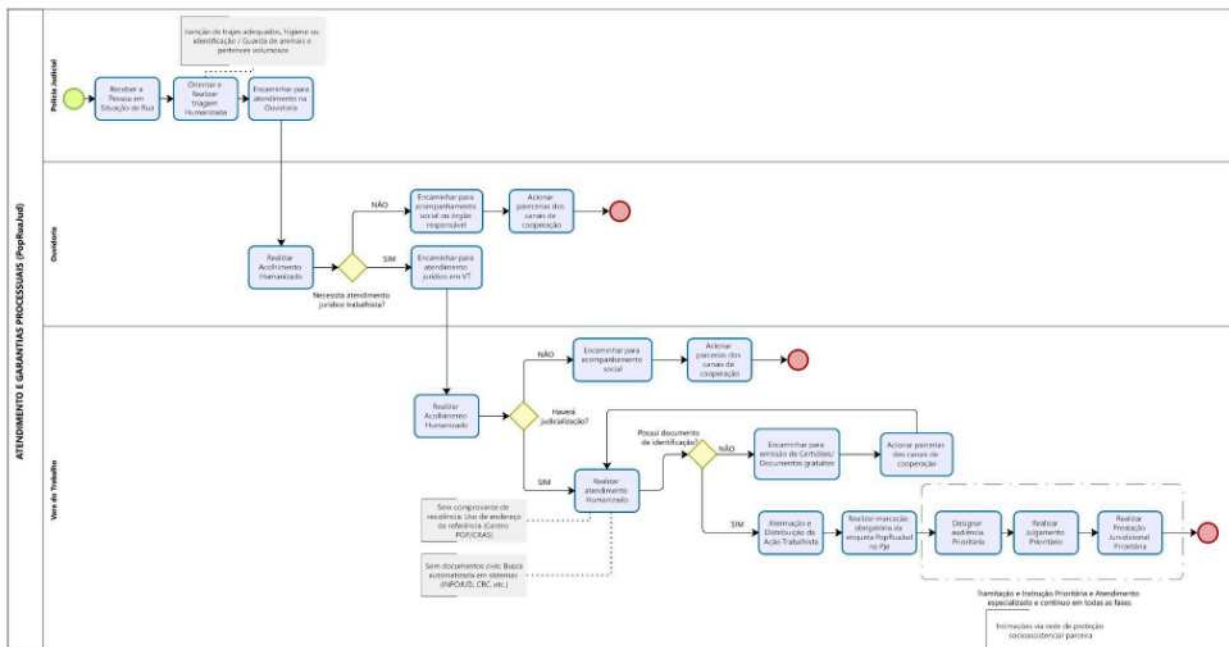 ATENDIMENTO E GARANTIAS PROCESSUAIS (PopRuaJud)
Polícia Judicial
Isenção de trajes adequados, higiene ou
identificação / Guarda de animais e
pertences volumosos
Receber a
Pessoa em
Situação de Rua
Orientar e
Realizar
triagem
Humanizada
Encaminhar para
atendimento na
Ouvidoria
Ouvidoria
Realizar
Acolhimento
Humanizado
Necessita atendimento
jurídico trabalhista?
NÃO
Encaminhar para
acompanhamento
social ou órgão
responsável
Acionar
parcerias dos
canais de
cooperação
SIM
Encaminhar para
atendimento
jurídico em VT
Vara do Trabalho
Realizar
Acolhimento
Humanizado
Haverá
judicialização?
NÃO
Encaminhar para
acompanhamento
social
Acionar
parcerias dos
canais de
cooperação
SIM
Realizar
atendimento
Humanizado
Sem comprovante de
residência: Uso de endereço
de referência (Centro
POP/CRAS)
Sem documentos civis: Busca
automatizada em sistemas
(INFOJUD, CRC, etc.)
Possui documento
de identificação?
NÃO
Encaminhar para
emissão de Certidões/
Documentos gratuitos
Acionar parcerias
dos canais de
cooperação
SIM
Atermação e
Distribuição da
Ação Trabalhista
Realizar marcação
obrigatória da
etiqueta PopRuaJud
no PJe
Designar
audiência
Prioritária
Realizar
Julgamento
Prioritário
Realizar
Prestação
Jurisdicional
Prioritária
Tramitação e Instrução Prioritária e Atendimento
especializado e contínuo em todas as fases
Intimações via rede de proteção
socioassistencial parceira